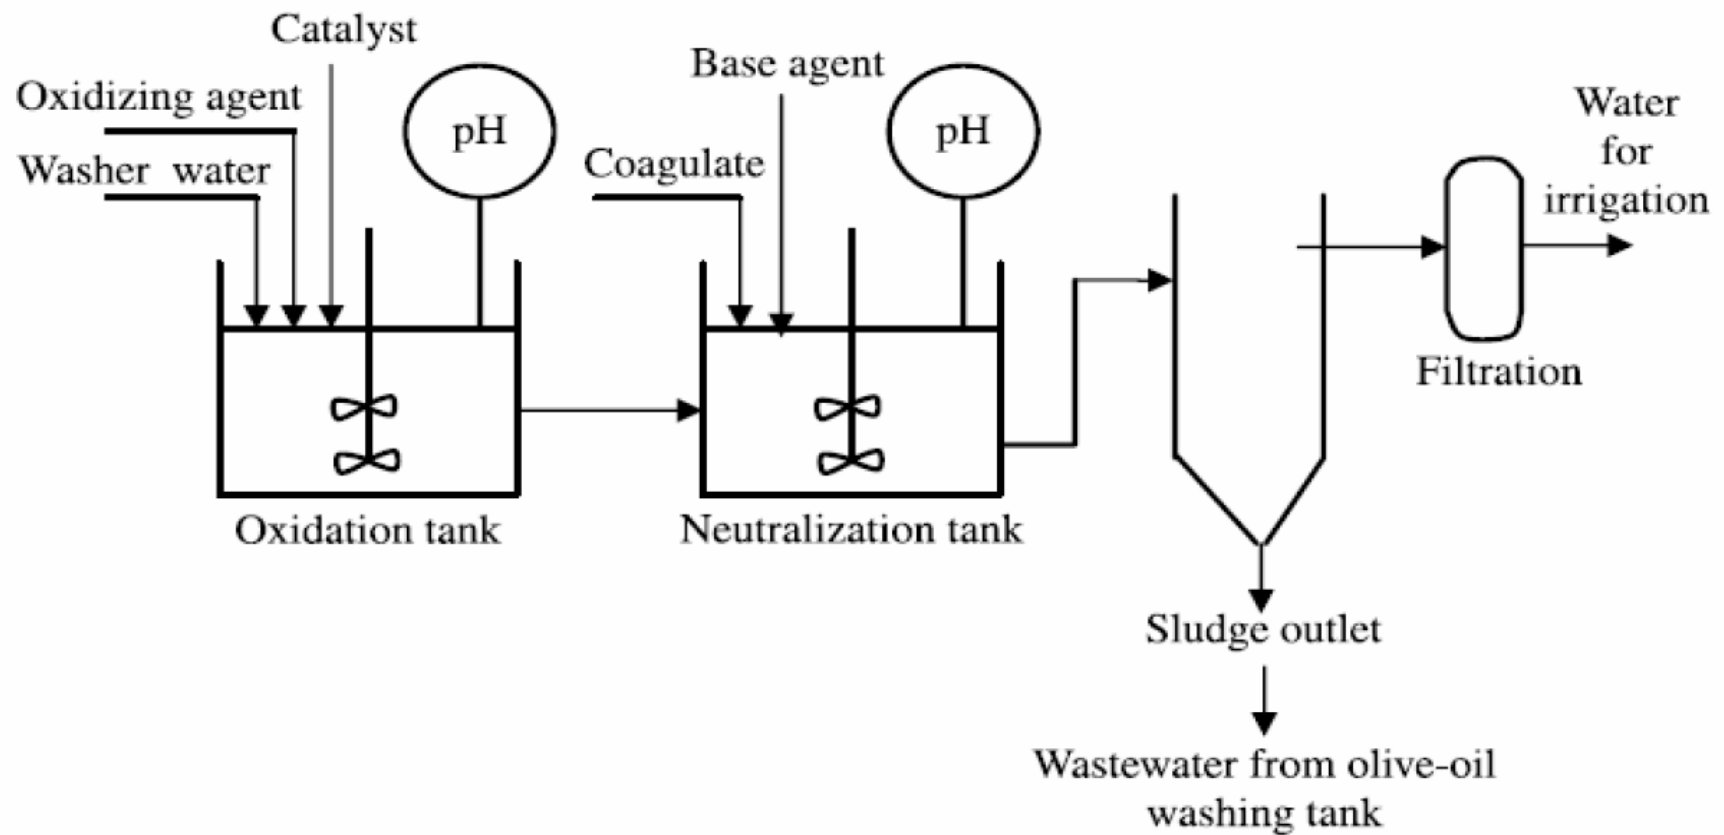 Catalyst
Oxidizing agent
Washer water
pH
Base agent
Coagulate
pH
Water
for
irrigation
Filtration
Oxidation tank
Neutralization tank
Sludge outlet
Wastewater from olive-oil
washing tank